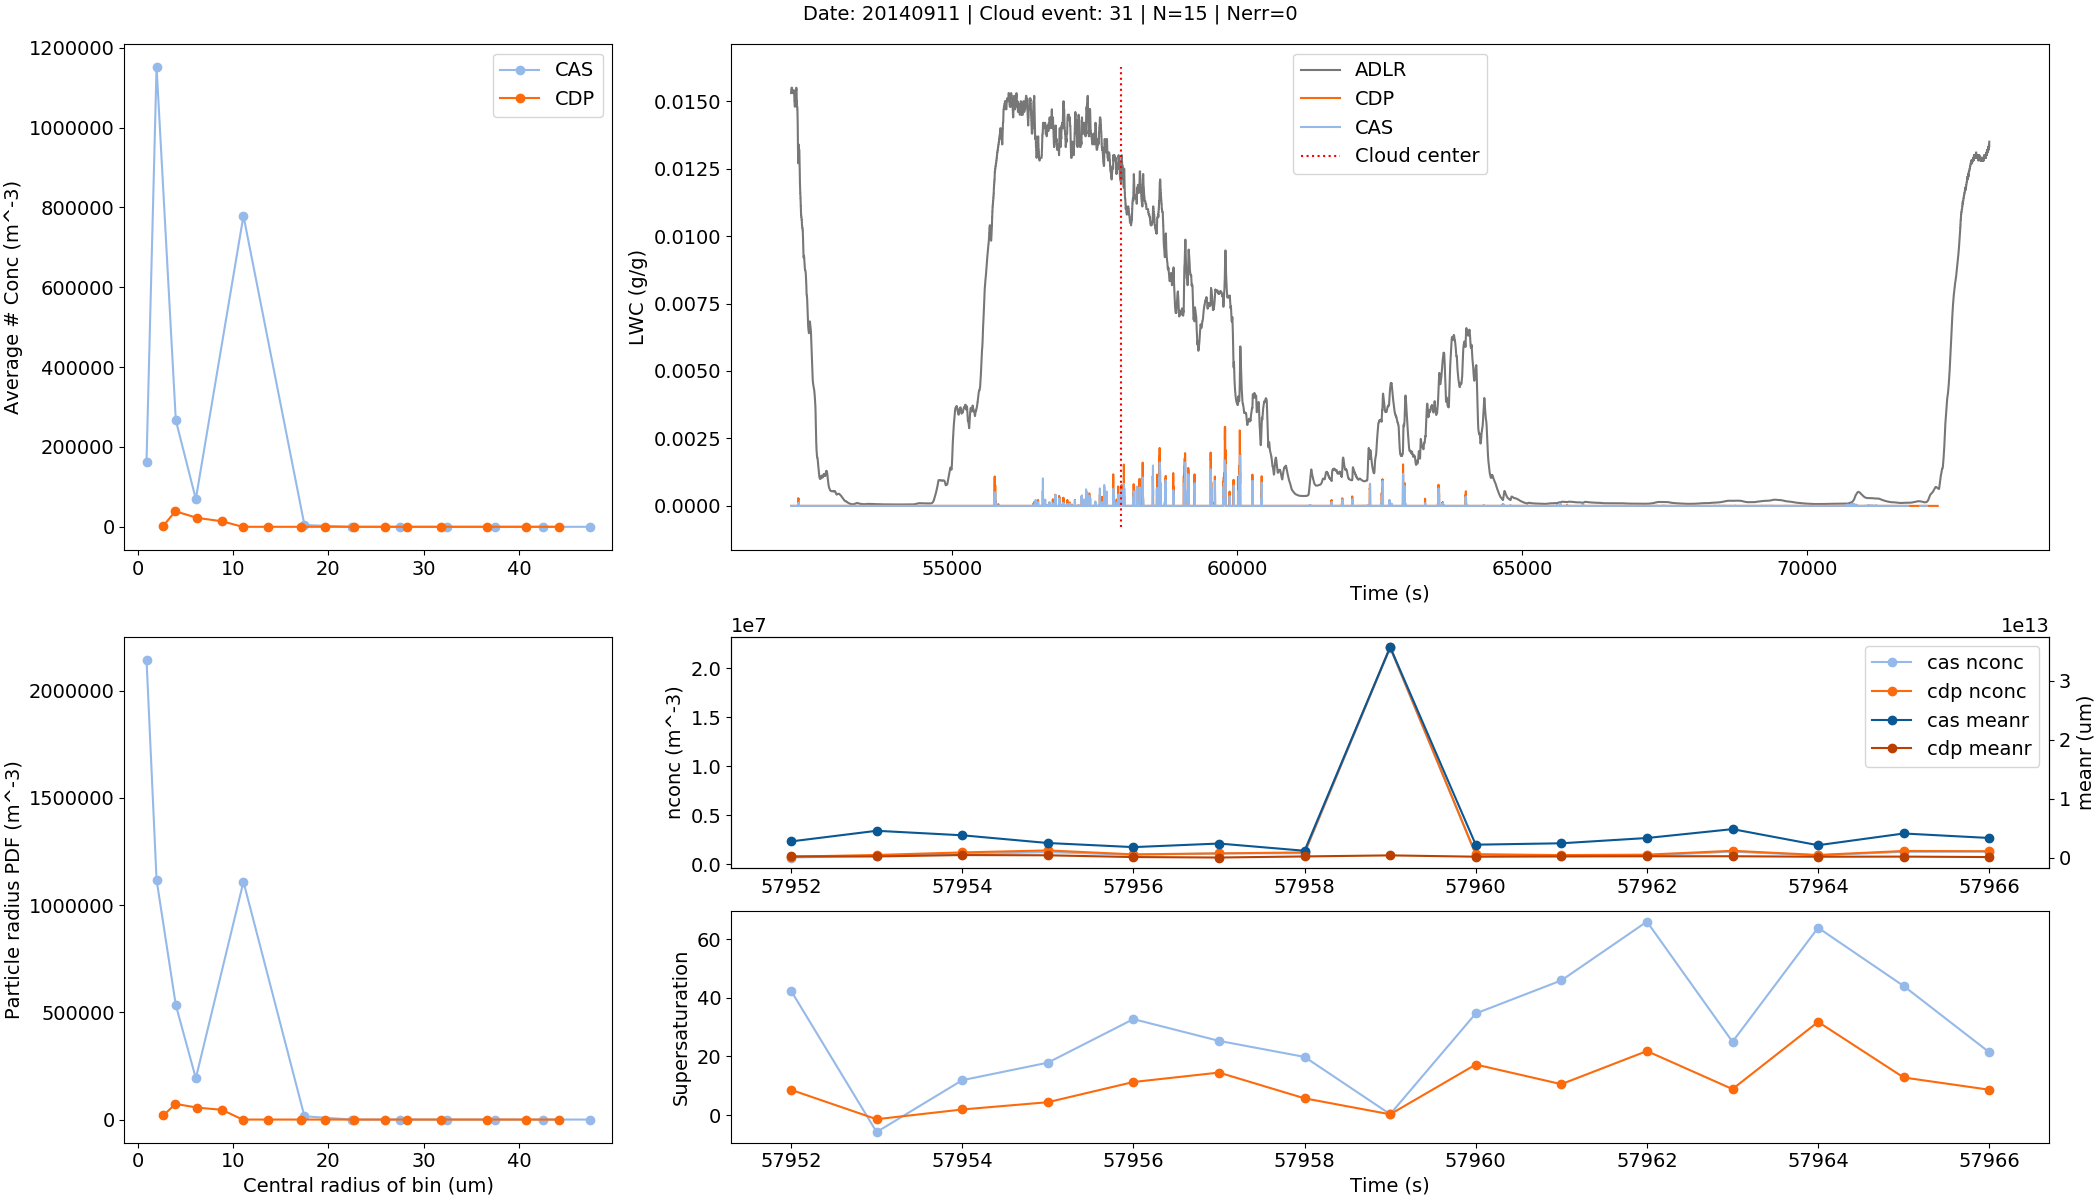 Date: 20140911 | Cloud event: 31 | N=15 | Nerr=0
Average # Conc (m^-3)
1200000
1000000
800000
600000
400000
200000
0
0 10 20 30 40
CAS
CDP
LWC (g/g)
0.0150
0.0125
0.0100
0.0075
0.0050
0.0025
0.0000
55000 60000 65000 70000
Time (s)
ADLR
CDP
CAS
Cloud center
Particle radius PDF (m^-3)
2000000
1500000
1000000
500000
0
0 10 20 30 40
Central radius of bin (um)
1e7
1e13
nconc (m^-3)
2.0
1.5
1.0
0.5
0.0
3
2
1
0
meanr (um)
cas nconc
cdp nconc
cas meanr
cdp meanr
57952 57954 57956 57958 57960 57962 57964 57966
Supersaturation
60
40
20
0
57952 57954 57956 57958 57960 57962 57964 57966
Time (s)